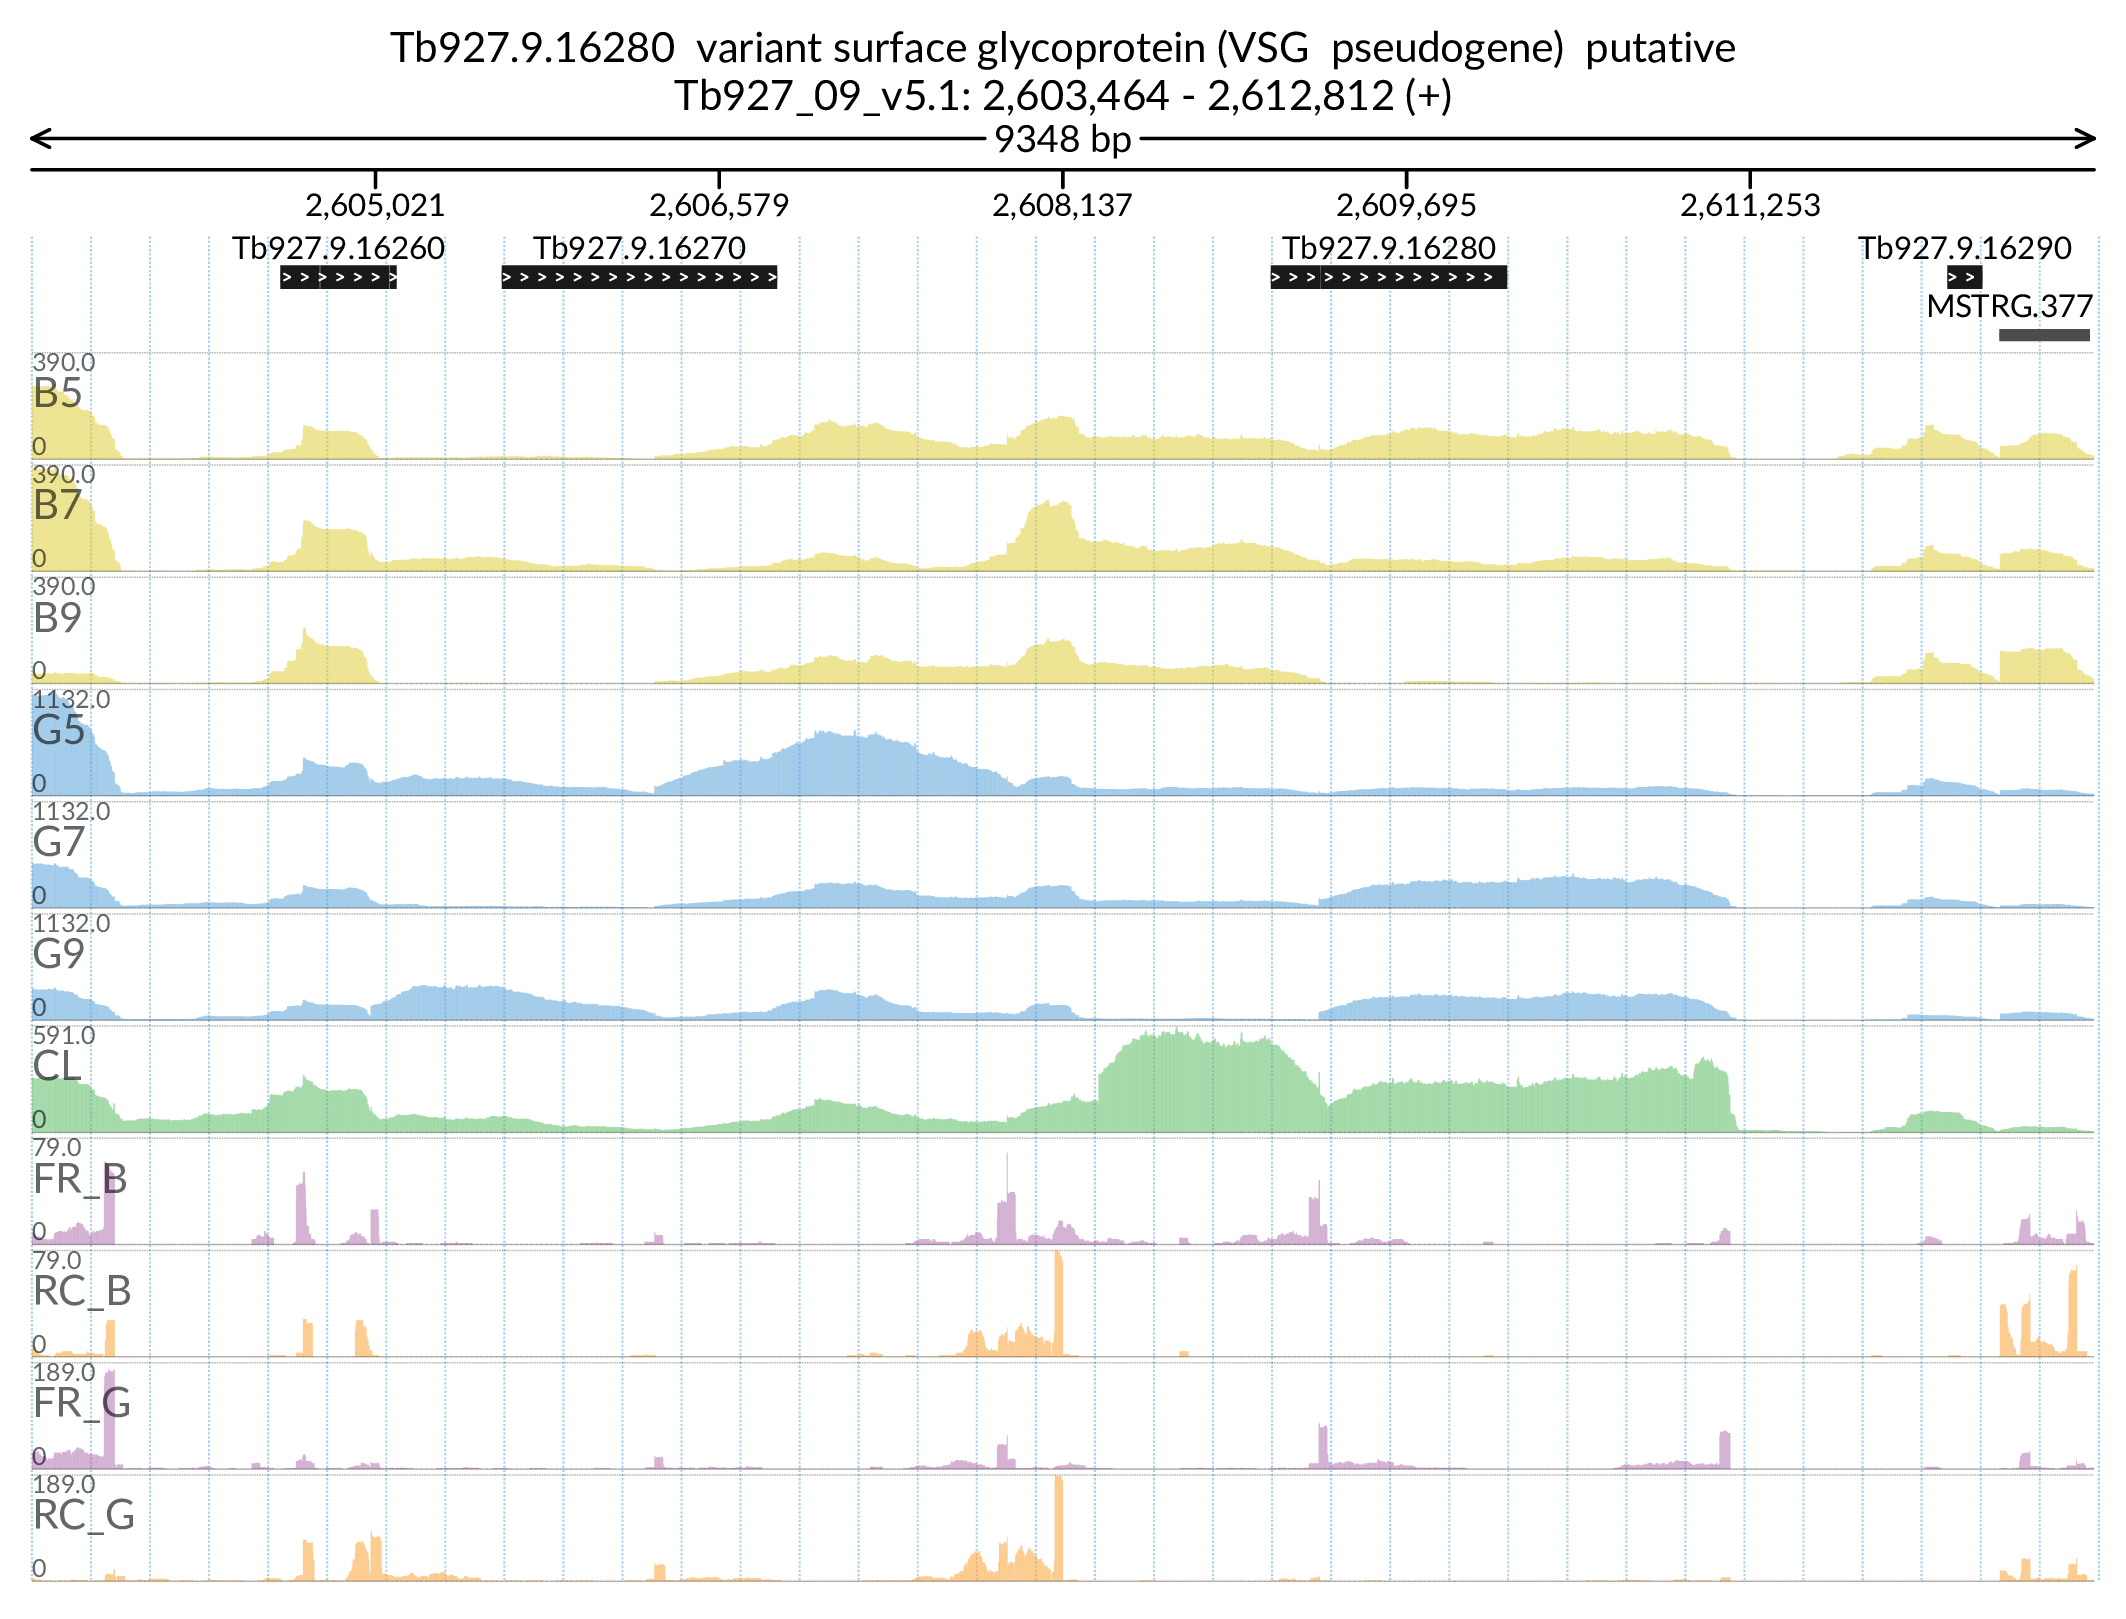 Tb927.9.16280  variant surface glycoprotein (VSG  pseudogene)  putative
Tb927_09_v5.1: 2,603,464 - 2,612,812 (+)
9348 bp
2,605,021 2,606,579 2,608,137 2,609,695 2,611,253
Tb927.9.16260 Tb927.9.16270 Tb927.9.16280 Tb927.9.16290
MSTRG.377
390.0
B5
0
390.0
B7
0
390.0
B9
0
1132.0
G5
0
1132.0
G7
0
1132.0
G9
0
591.0
CL
0
79.0
FR_B
0
79.0
RC_B
0
189.0
FR_G
0
189.0
RC_G
0